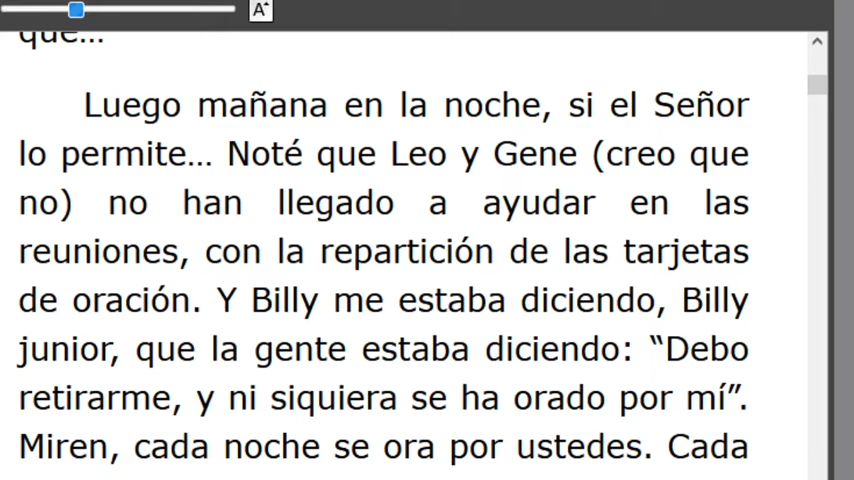 A
que…
Luego mañana en la noche, si el Señor
lo permite… Noté que Leo y Gene (creo que
no) no han llegado a ayudar en las
reuniones, con la repartición de las tarjetas
de oración. Y Billy me estaba diciendo, Billy
junior, que la gente estaba diciendo: “Debo
retirarme, y ni siquiera se ha orado por mí”.
Miren, cada noche se ora por ustedes. Cada